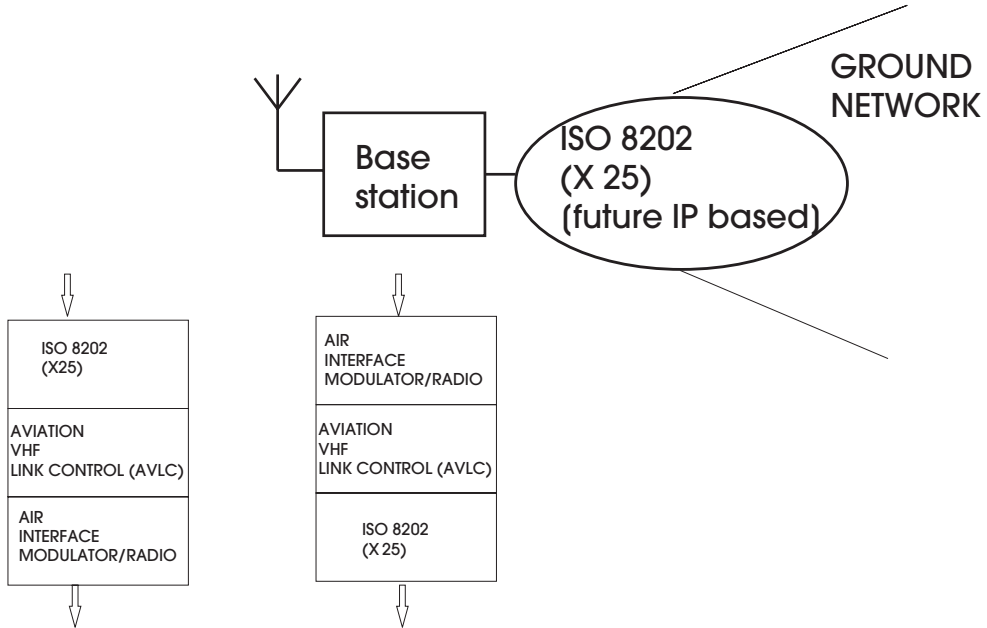 GROUND
NETWORK
Base
station
ISO 8202
(X 25)
(future IP based)
ISO 8202
(X25)
AVIATION
VHF
LINK CONTROL (AVLC)
AIR
INTERFACE
MODULATOR/RADIO
AIR
INTERFACE
MODULATOR/RADIO
AVIATION
VHF
LINK CONTROL (AVLC)
ISO 8202
(X 25)